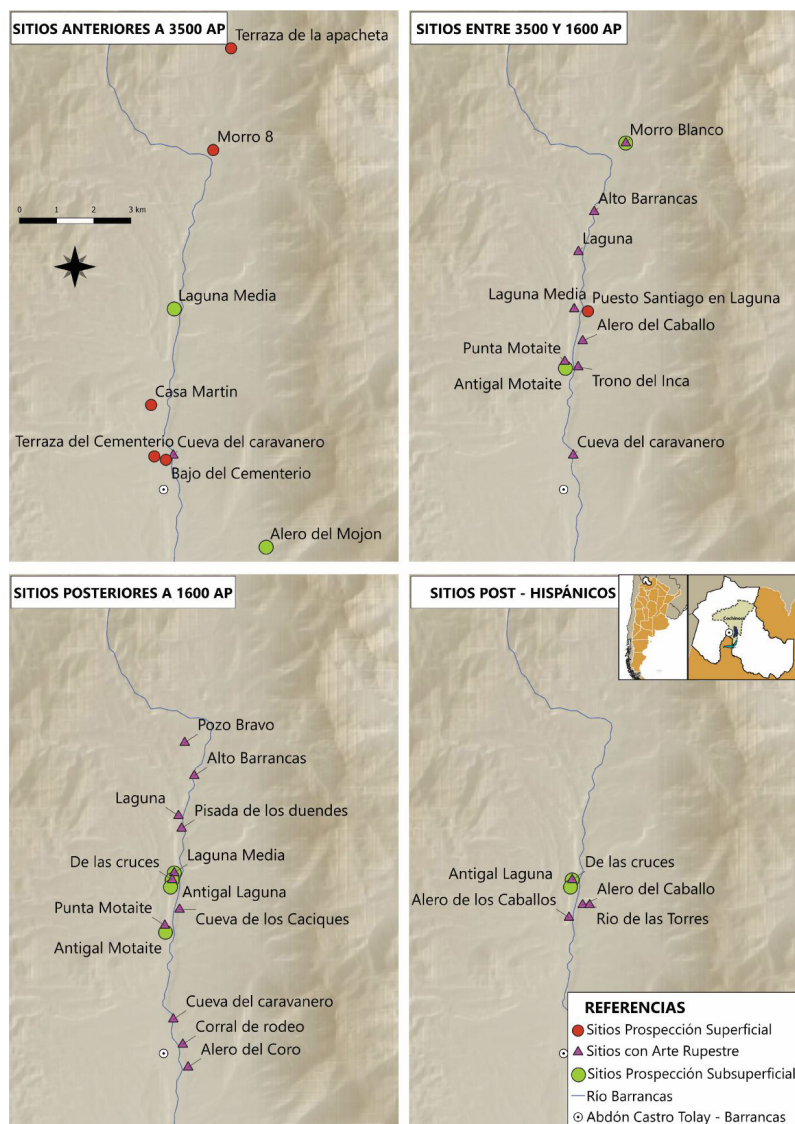 SITIOS ANTERIORES A 3500 AP
Terraza de la apacheta
Morro 8
0 1 2 3 km
Laguna Media
Casa Martin
Terraza del Cementerio
Cueva del caravanero
Bajo del Cementerio
Alero del Mojon
SITIOS ENTRE 3500 Y 1600 AP
Morro Blanco
Alto Barrancas
Laguna
Laguna Media
Puesto Santiago en Laguna
Alero del Caballo
Punta Motaite
Antigal Motaite
Trono del Inca
Cueva del caravanero
SITIOS POSTERIORES A 1600 AP
Pozo Bravo
Alto Barrancas
Laguna
Pisada de los duendes
Laguna Media
De las cruces
Antigal Laguna
Punta Motaite
Cueva de los Caciques
Antigal Motaite
Cueva del caravanero
Corral de rodeo
Alero del Coro
SITIOS POST - HISPÁNICOS
Cochinoca
Antigal Laguna
De las cruces
Alero de los Caballos
Alero del Caballo
Rio de las Torres
REFERENCIAS
Sitios Prospección Superficial
Sitios con Arte Rupestre
Sitios Prospección Subsuperficial
Río Barrancas
Abdón Castro Tolay - Barrancas